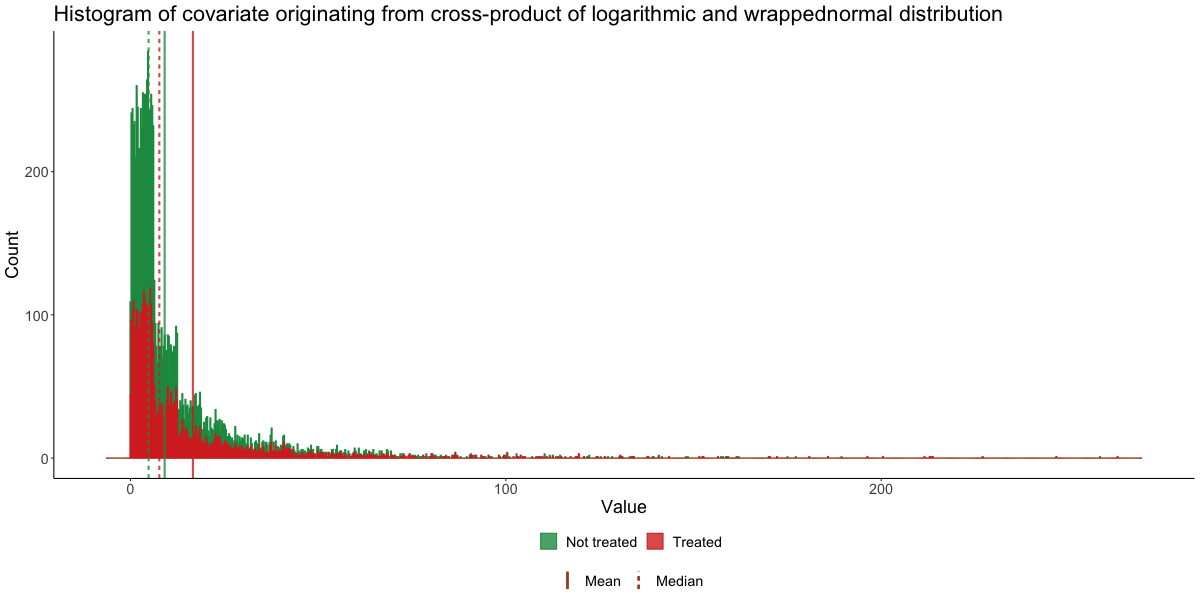 Histogram of covariate originating from cross-product of logarithmic and wrappednormal distribution
Count
200
100
0
0 100 200
Value
Not treated Treated
Mean Median